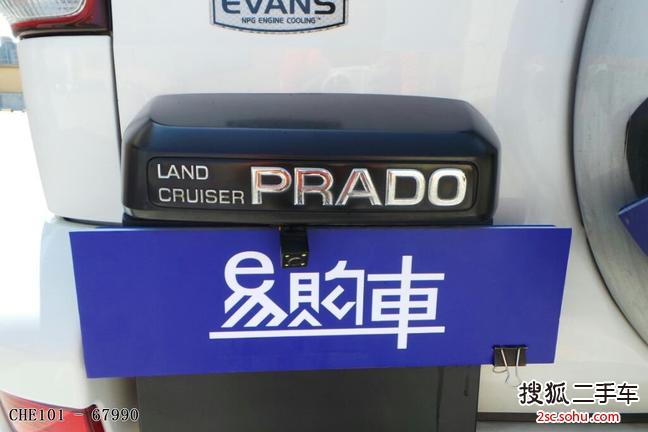 EVANS
NPG ENGINE COOLING™
LAND
CRUISER
PRADO
易购車
CHE101 - 67990
搜狐二手车
2sc.sohu.com